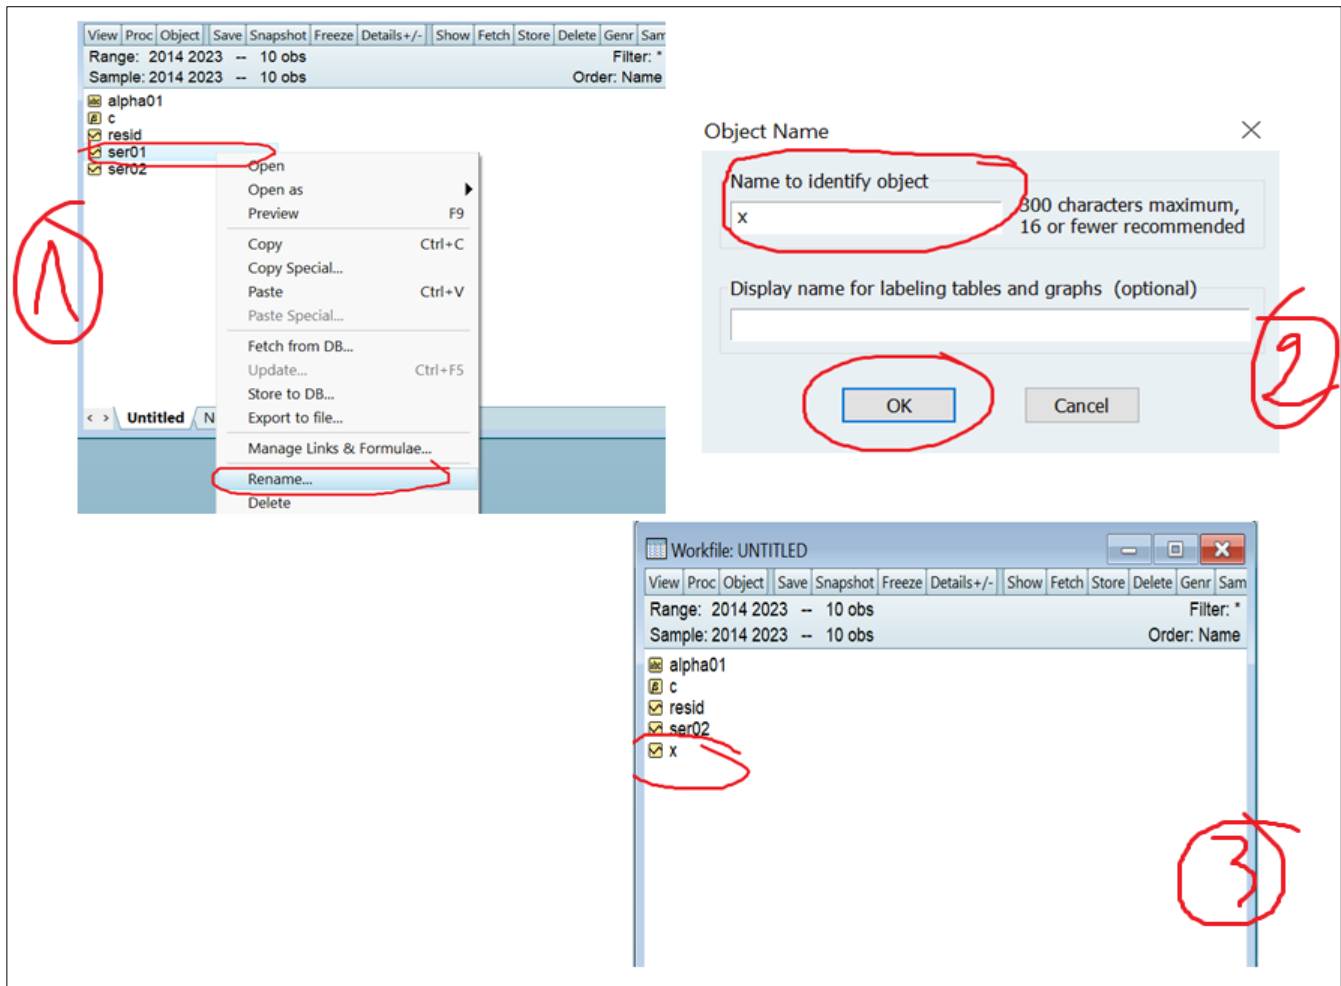 View Proc Object Save Snapshot Freeze Details+/- Show Fetch Store Delete Genr Sam
Range: 2014 2023 -- 10 obs Filter: *
Sample: 2014 2023 -- 10 obs Order: Name
alpha01
c
resid
ser01
ser02
Open
Open as
Preview F9
Copy Ctrl+C
Copy Special...
Paste Ctrl+V
Paste Special...
Fetch from DB...
Update... Ctrl+F5
Store to DB...
Export to file...
< > Untitled N
Manage Links & Formulae...
Rename...
Delete
1
Object Name
Name to identify object
x
300 characters maximum,
16 or fewer recommended
Display name for labeling tables and graphs (optional)
OK Cancel
2
Workfile: UNTITLED
View Proc Object Save Snapshot Freeze Details+/- Show Fetch Store Delete Genr Sam
Range: 2014 2023 -- 10 obs Filter: *
Sample: 2014 2023 -- 10 obs Order: Name
alpha01
c
resid
ser02
x
3